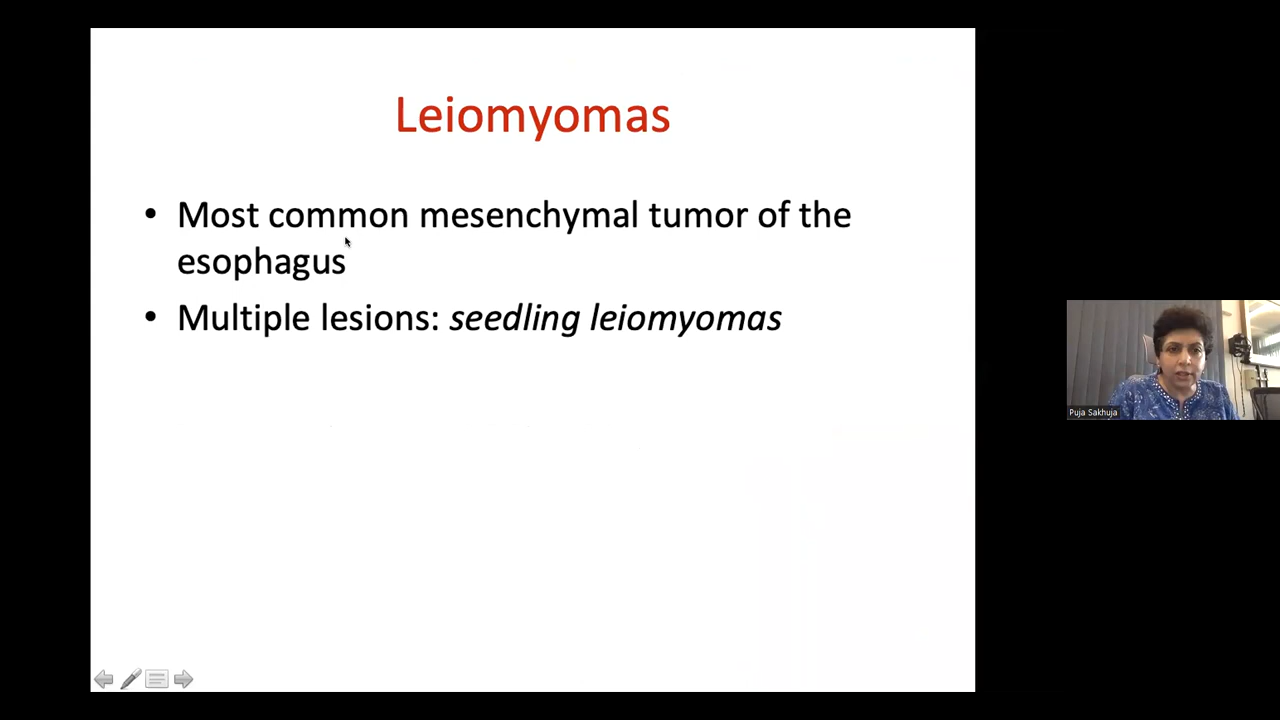 Leiomyomas
• Most common mesenchymal tumor of the
esophagus
• Multiple lesions: seedling leiomyomas
Puja Sakhuja